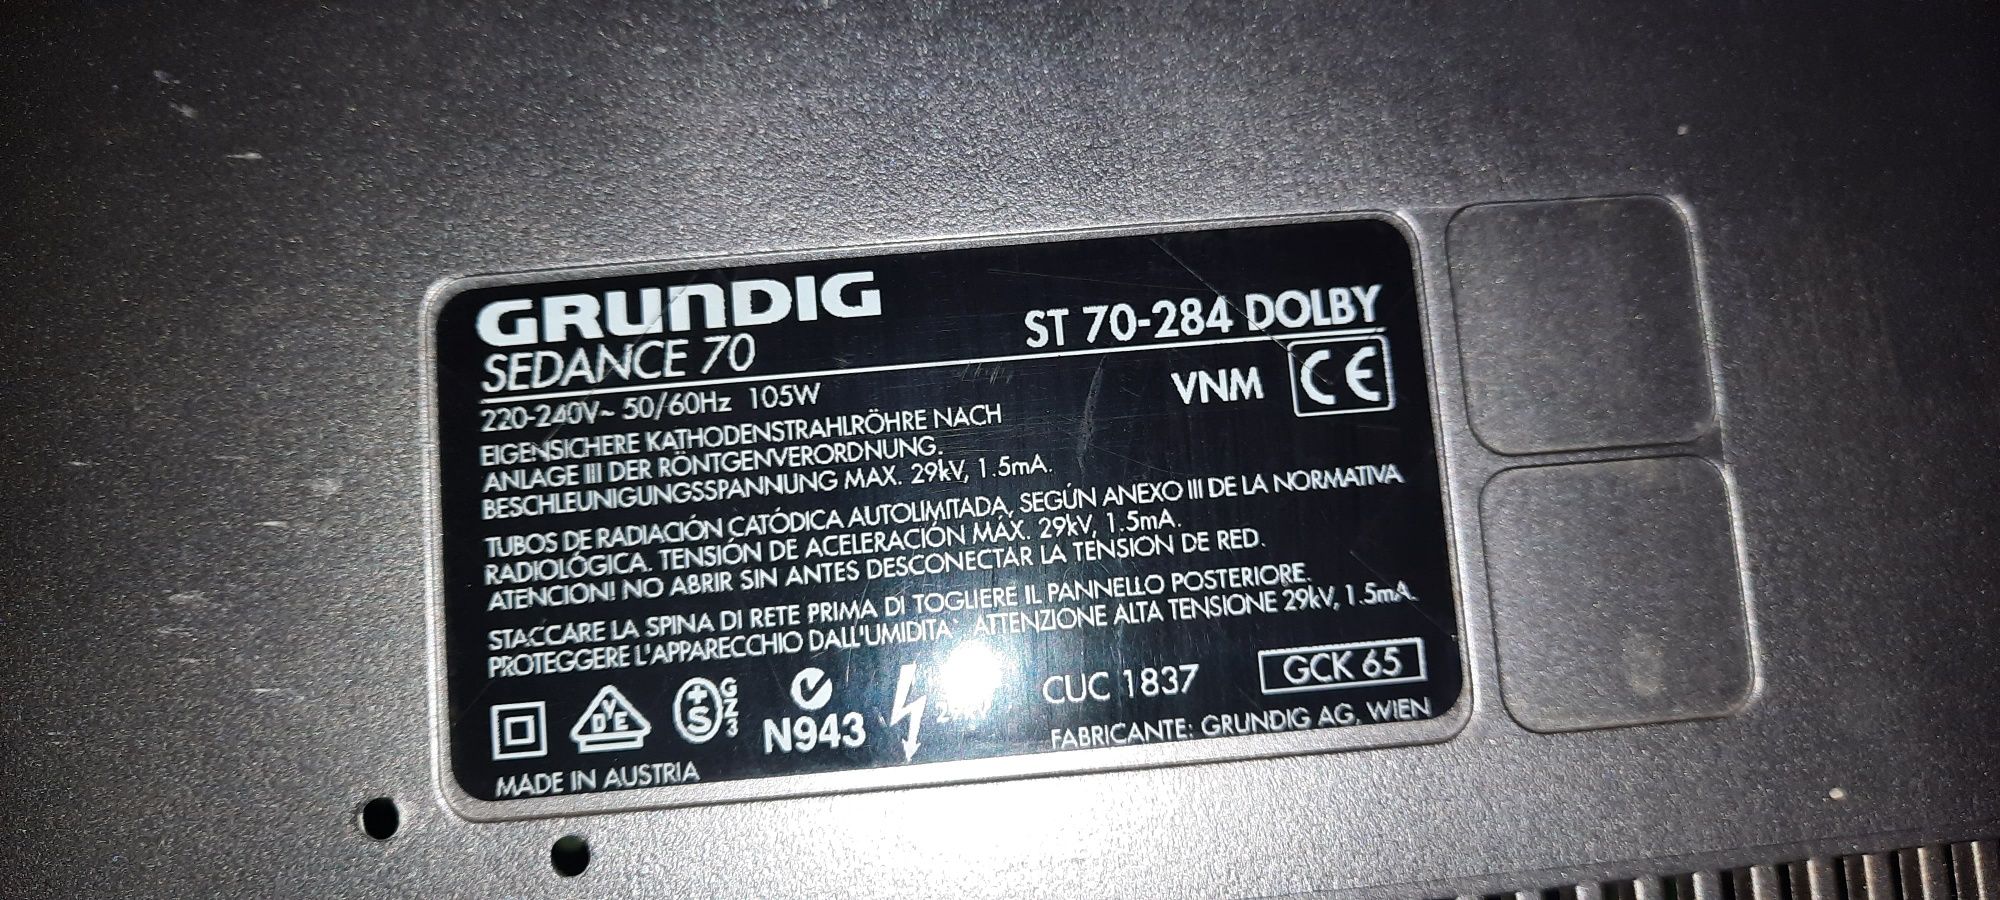 GRUNDIG
SEDANCE 70
ST 70-284 DOLBY
220-240V~ 50/60Hz 105W
VNM CE
EIGENSICHERE KATHODENSTRAHLRÖHRE NACH
ANLAGE III DER RÖNTGENVERORDNUNG.
BESCHLEUNIGUNGSSPANNUNG MAX. 29kV, 1.5mA.
TUBOS DE RADIACIÓN CATÓDICA AUTOLIMITADA, SEGÚN ANEXO III DE LA NORMATIVA
RADIOLÓGICA. TENSIÓN DE ACELERACIÓN MÁX. 29kV, 1.5mA.
ATENCION! NO ABRIR SIN ANTES DESCONECTAR LA TENSIÓN DE RED.
STACCARE LA SPINA DI RETE PRIMA DI TOGLIERE IL PANNELLO POSTERIORE.
PROTEGGERE L'APPARECCHIO DALL'UMIDITA` ATTENZIONE ALTA TENSIONE 29kV, 1.5mA.
VDE
+S GZ3
N943
CUC 1837
GCK 65
MADE IN AUSTRIA
FABRICANTE: GRUNDIG AG, WIEN